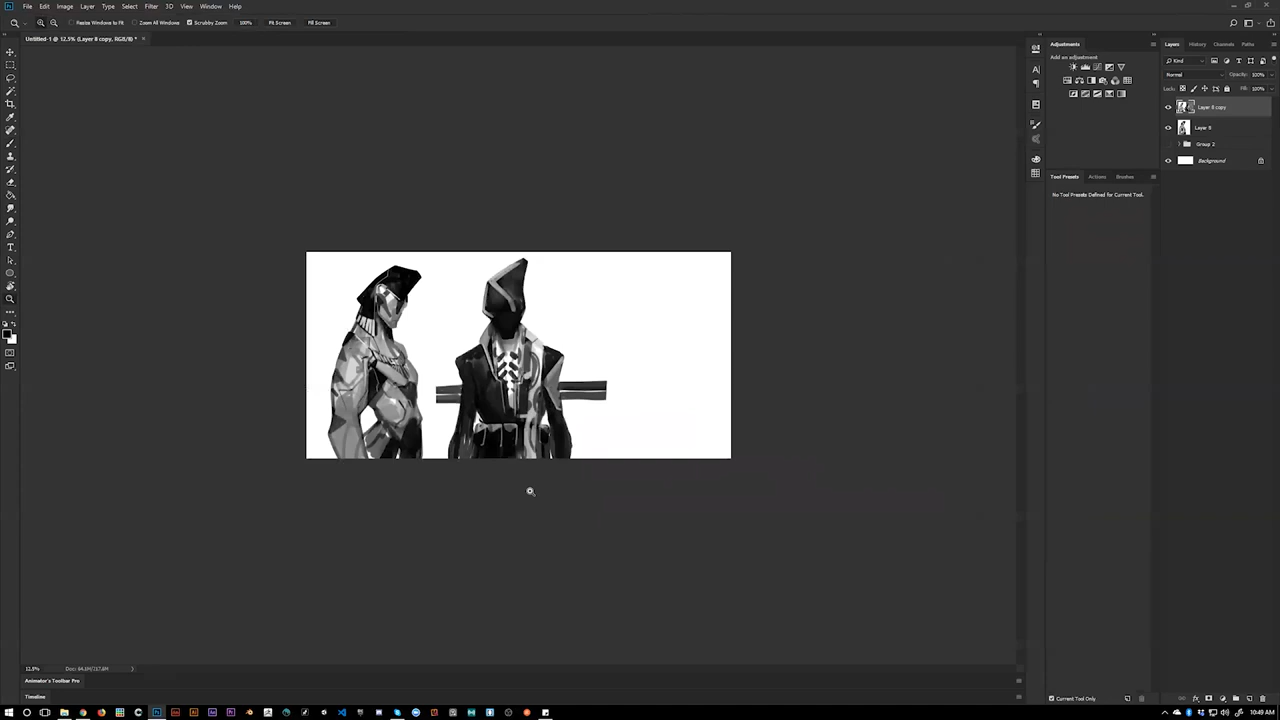 File Edit Image Layer Type Select Filter 3D View Window Help
Resize Windows to Fit Zoom All Windows Scrubby Zoom 100% Fit Screen Fill Screen
Untitled-1 @ 12.5% (Layer 8 copy, RGB/8) * ×
Adjustments
Add an adjustment
Layers History Channels Paths
Kind
Normal Opacity: 100%
Lock: Fill: 100%
Layer 8 copy
Layer 8
Group 2
Background
Tool Presets Actions Brushes
No Tool Presets Defined for Current Tool.
Current Tool Only
12.5%
Animator's Toolbar Pro
Timeline
10:49 AM